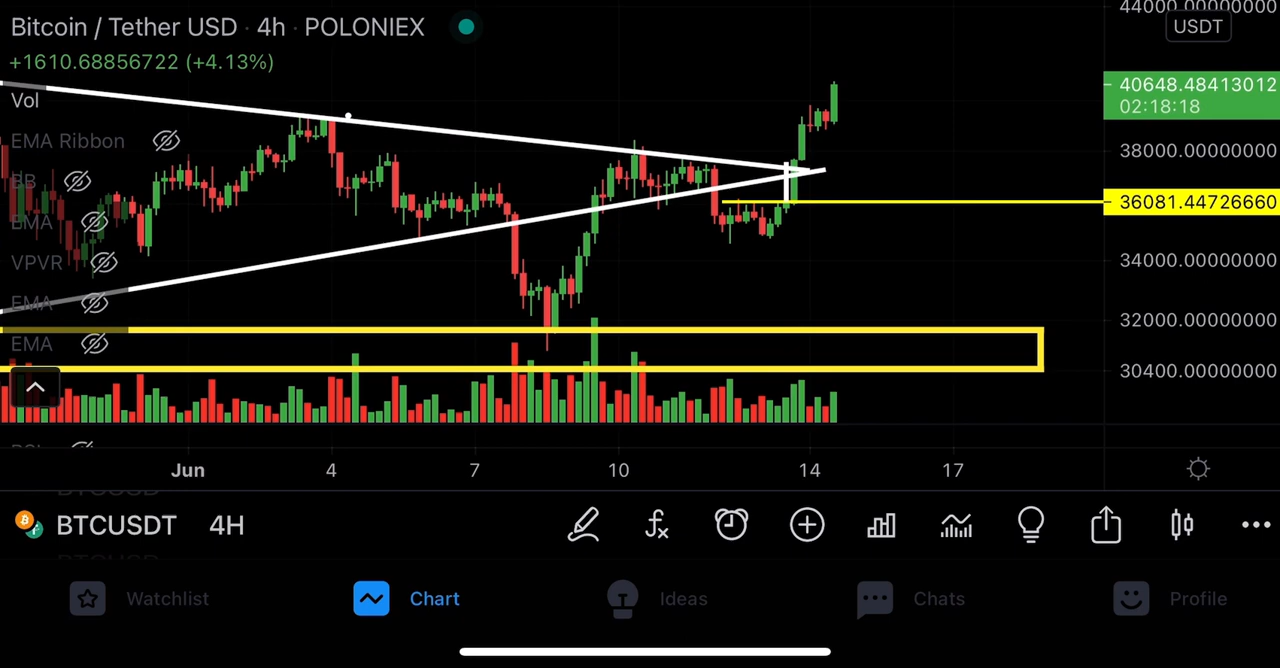 Bitcoin / Tether USD · 4h · POLONIEX
+1610.68856722 (+4.13%)
Vol
EMA Ribbon
BB
EMA
VPVR
EMA
EMA
44000.00000000
USDT
40648.48413012
02:18:18
38000.00000000
36081.44726660
34000.00000000
32000.00000000
30400.00000000
Jun 4 7 10 14 17
BTCUSDT 4H
Watchlist Chart Ideas Chats Profile